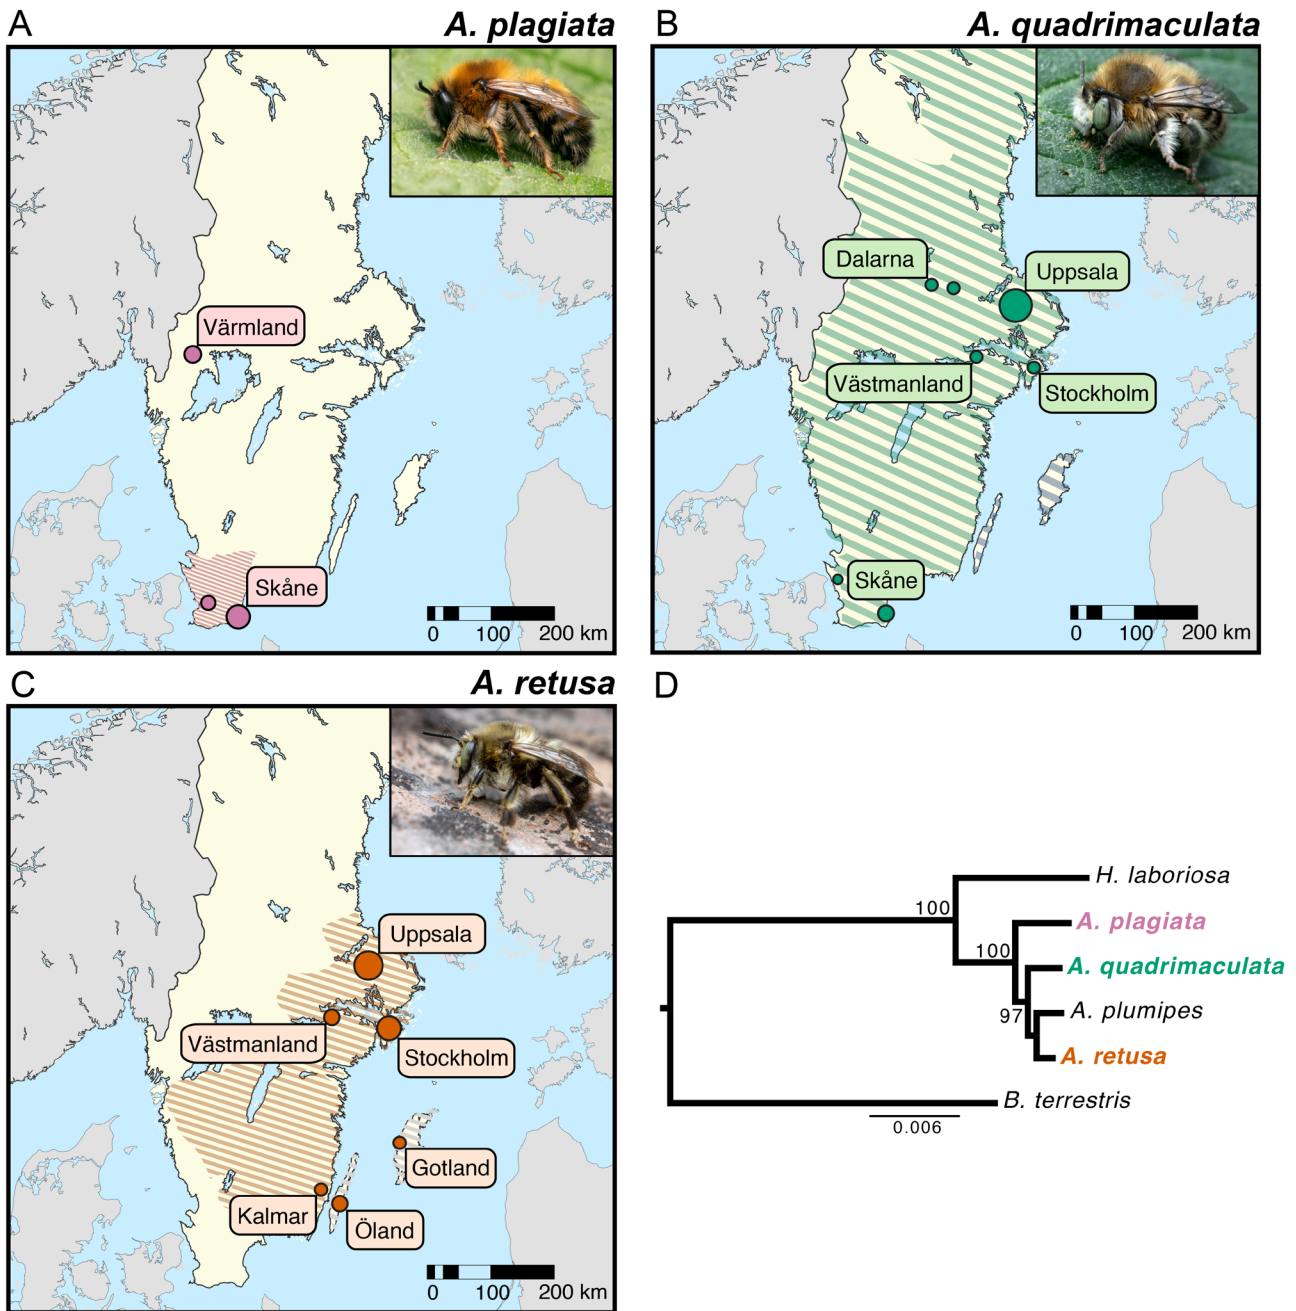 A
A. plagiata
Värmland
Skåne
0 100 200 km
B
A. quadrimaculata
Dalarna
Uppsala
Västmanland
Stockholm
Skåne
0 100 200 km
C
A. retusa
Uppsala
Västmanland
Stockholm
Gotland
Kalmar
Öland
0 100 200 km
D
H. laboriosa
100
A. plagiata
100
A. quadrimaculata
A. plumipes
97
A. retusa
B. terrestris
0.006